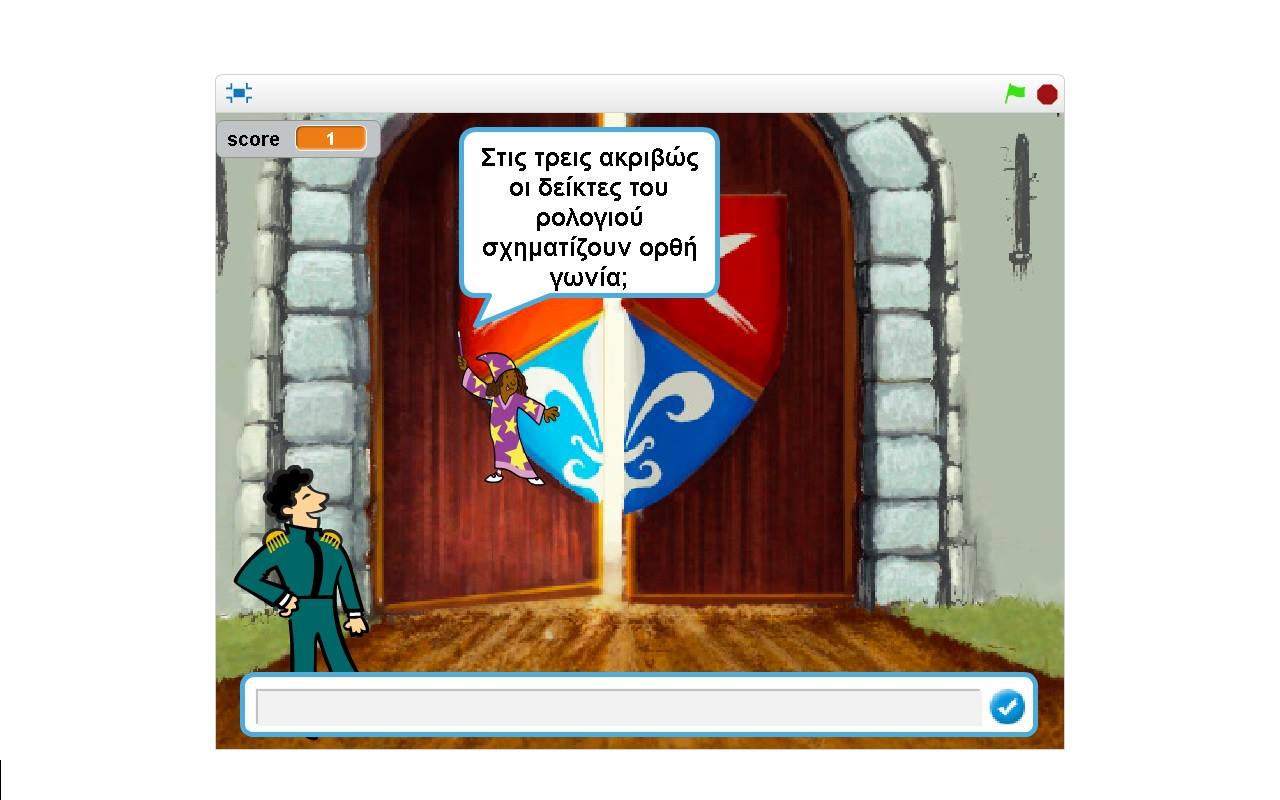 score 1
Στις τρεις ακριβώς
οι δείκτες του
ρολογιού
σχηματίζουν ορθή
γωνία;